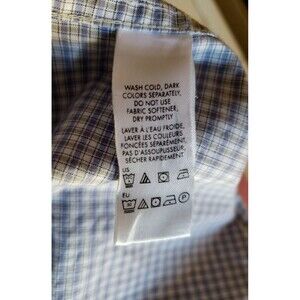 WASH COLD, DARK
COLORS SEPARATELY,
DO NOT USE
FABRIC SOFTENER,
DRY PROMPTLY
LAVER À L'EAU FROIDE,
LAVER LES COULEURS
FONCÉES SÉPARÉMENT,
PAS D'ASSOUPLISSEUR,
SÉCHER RAPIDEMENT
US
EU
P